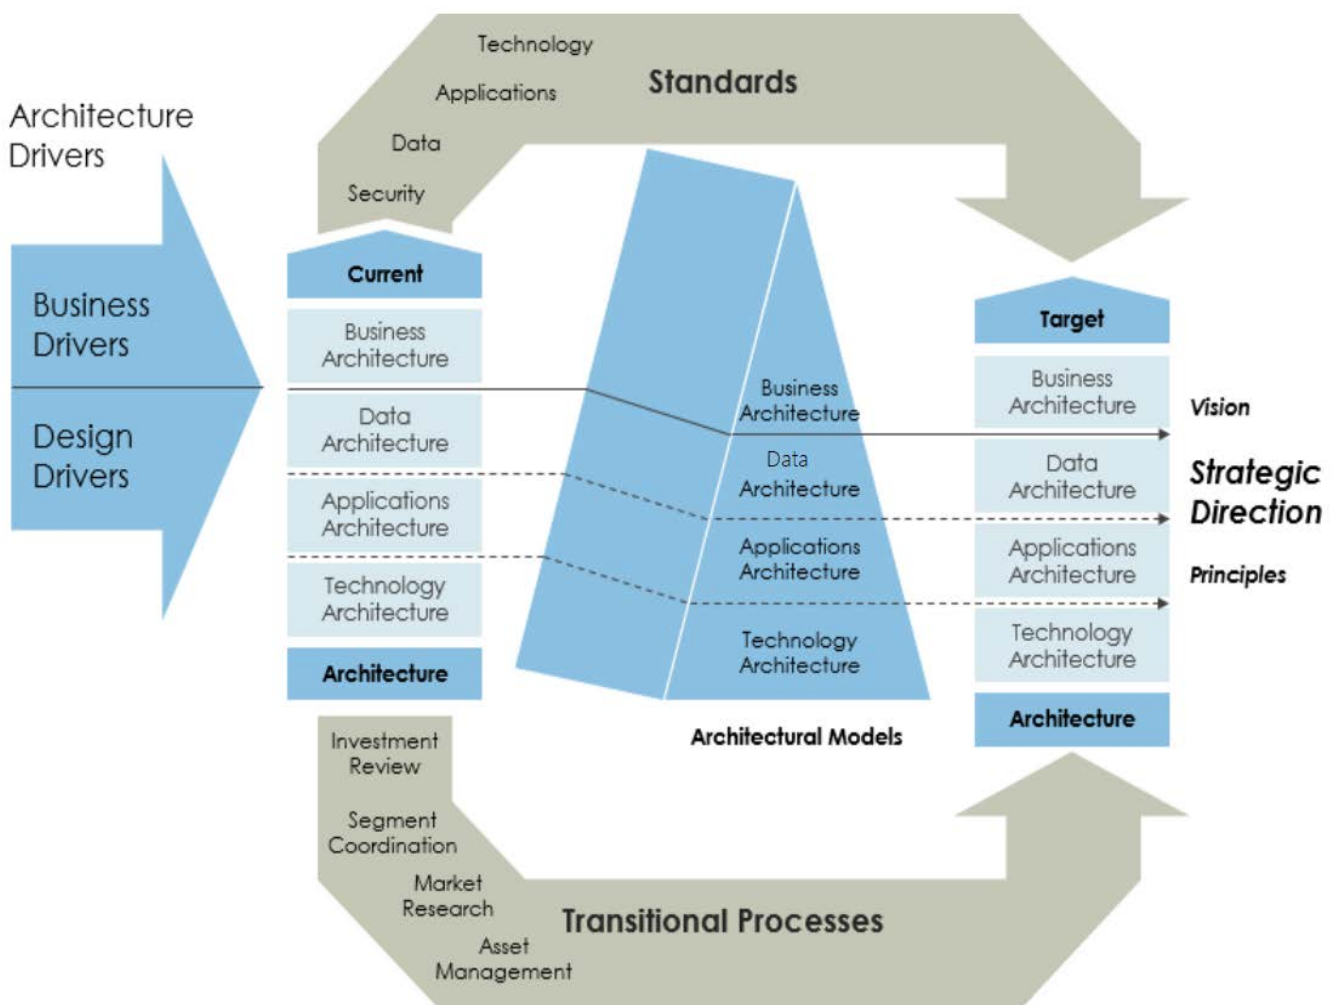 Technology
Standards
Applications
Data
Security
Architecture
Drivers
Business
Drivers
Design
Drivers
Current
Business
Architecture
Data
Architecture
Applications
Architecture
Technology
Architecture
Architecture
Business
Architecture
Data
Architecture
Applications
Architecture
Technology
Architecture
Architectural Models
Target
Business
Architecture
Data
Architecture
Applications
Architecture
Technology
Architecture
Architecture
Vision
Strategic
Direction
Principles
Investment
Review
Segment
Coordination
Market
Research
Asset
Management
Transitional Processes